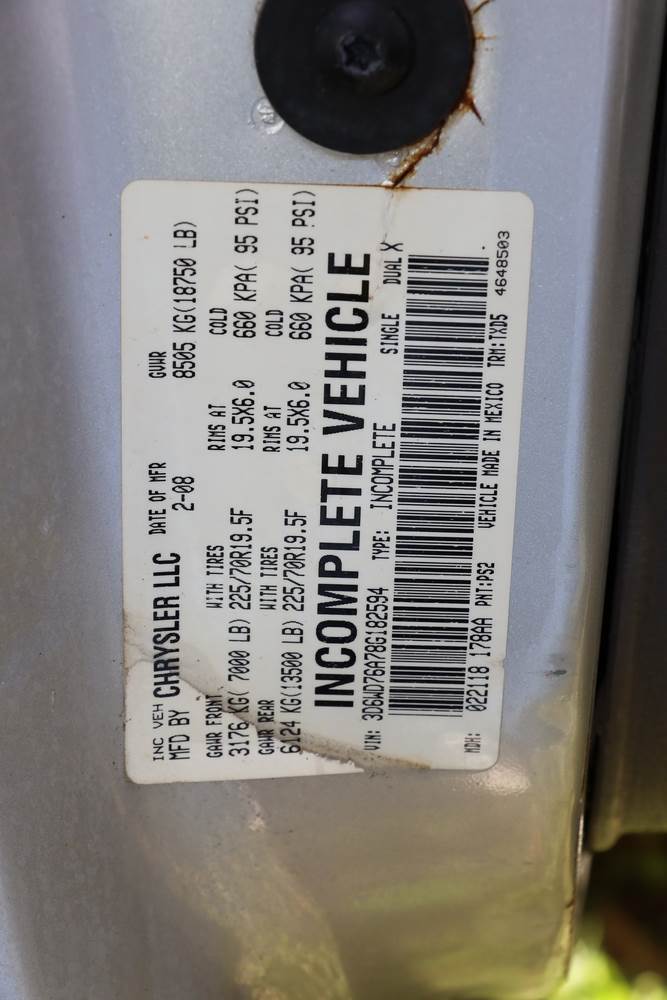 INC VEH
MFD BY CHRYSLER LLC
DATE OF MFR
2-08
GVWR
8505 KG(18750 LB)
GAWR FRONT WITH TIRES RIMS AT COLD
3176 KG( 7000 LB) 225/70R19.5F 19.5X6.0 660 KPA( 95 PSI)
GAWR REAR WITH TIRES RIMS AT COLD
6124 KG(13500 LB) 225/70R19.5F 19.5X6.0 660 KPA( 95 PSI)
INCOMPLETE VEHICLE
VIN: 3D6WD76A78G182594 TYPE: INCOMPLETE SINGLE DUAL X
MDH: 022118 178AA PNT:PS2 VEHICLE MADE IN MEXICO TRM:TXD5 4648503